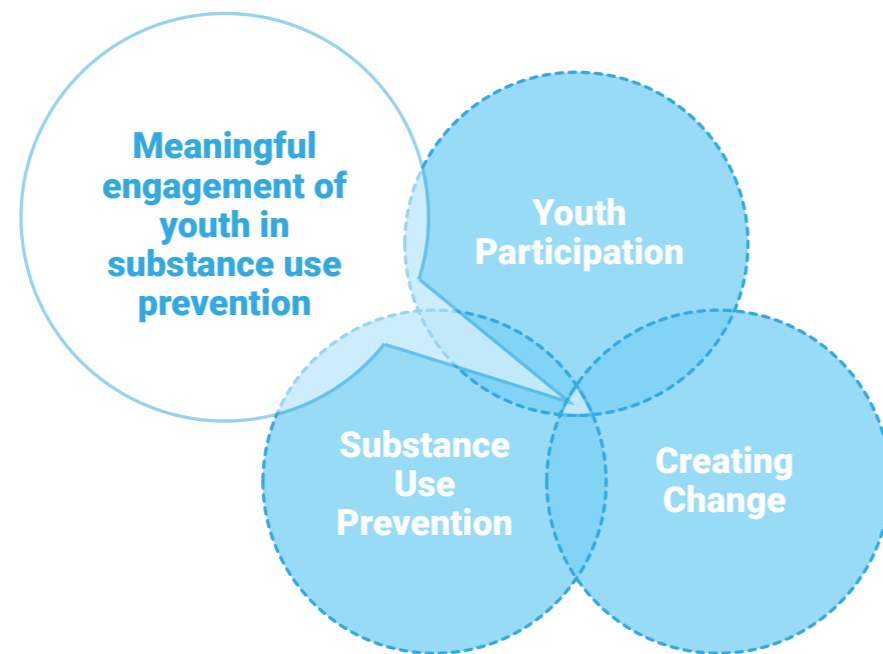 Meaningful
engagement of
youth in
substance use
prevention
Youth
Participation
Substance
Use
Prevention
Creating
Change